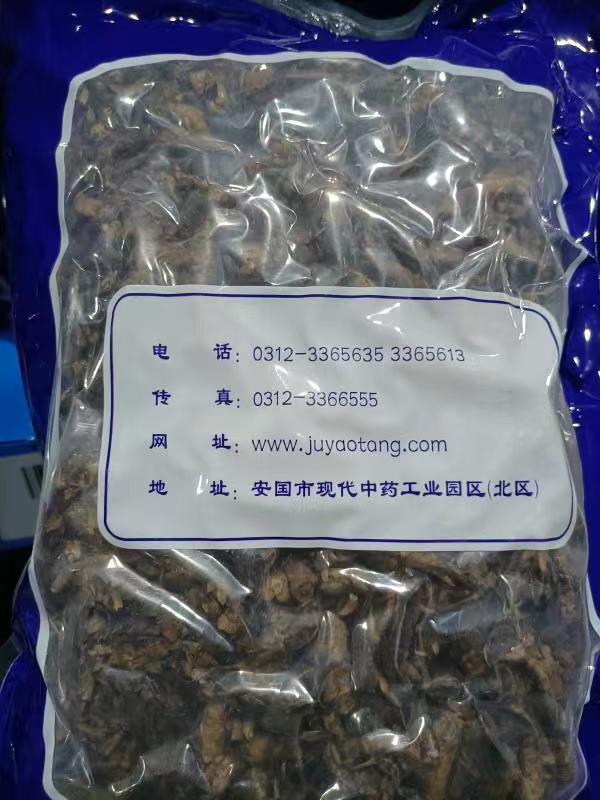 电 话：0312-3365635 3365613
传 真：0312-3366555
网 址：www.juyaotang.com
地 址：安国市现代中药工业园区(北区)